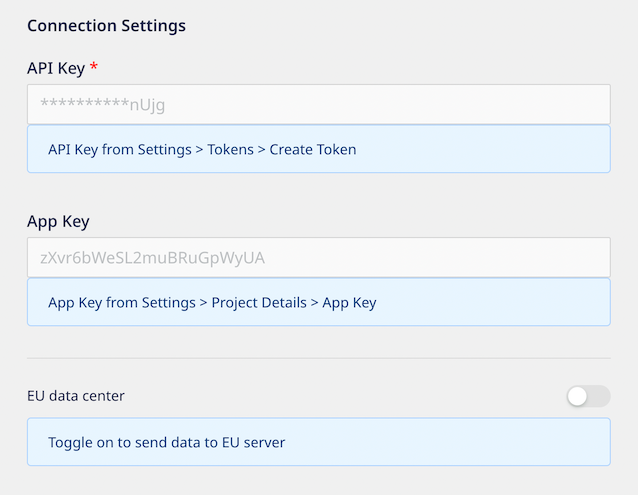 Connection Settings
API Key *
**********nUjg
API Key from Settings > Tokens > Create Token
App Key
zXvr6bWeSL2muBRuGpWyUA
App Key from Settings > Project Details > App Key
EU data center
Toggle on to send data to EU server